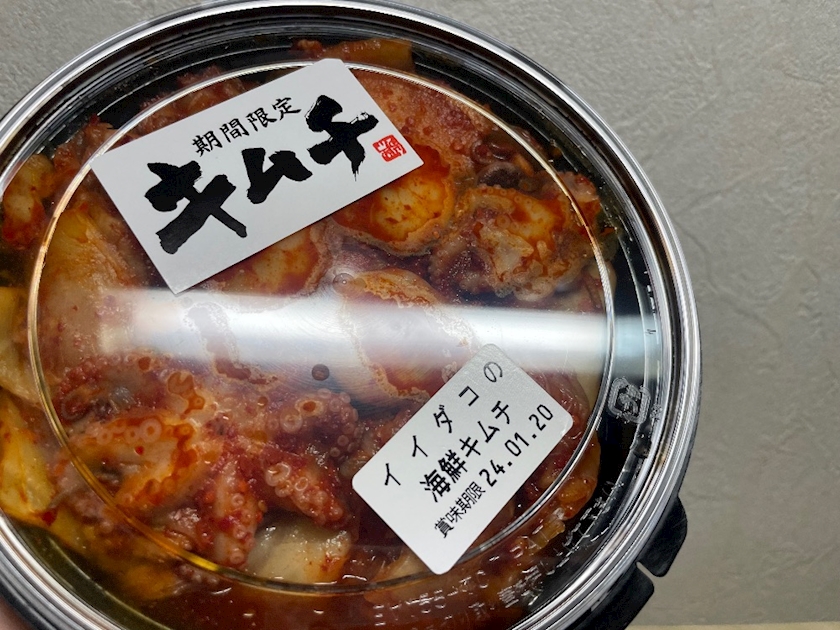 期間限定
キムチ
イイダコの
海鮮キムチ
賞味期限 24.01.20